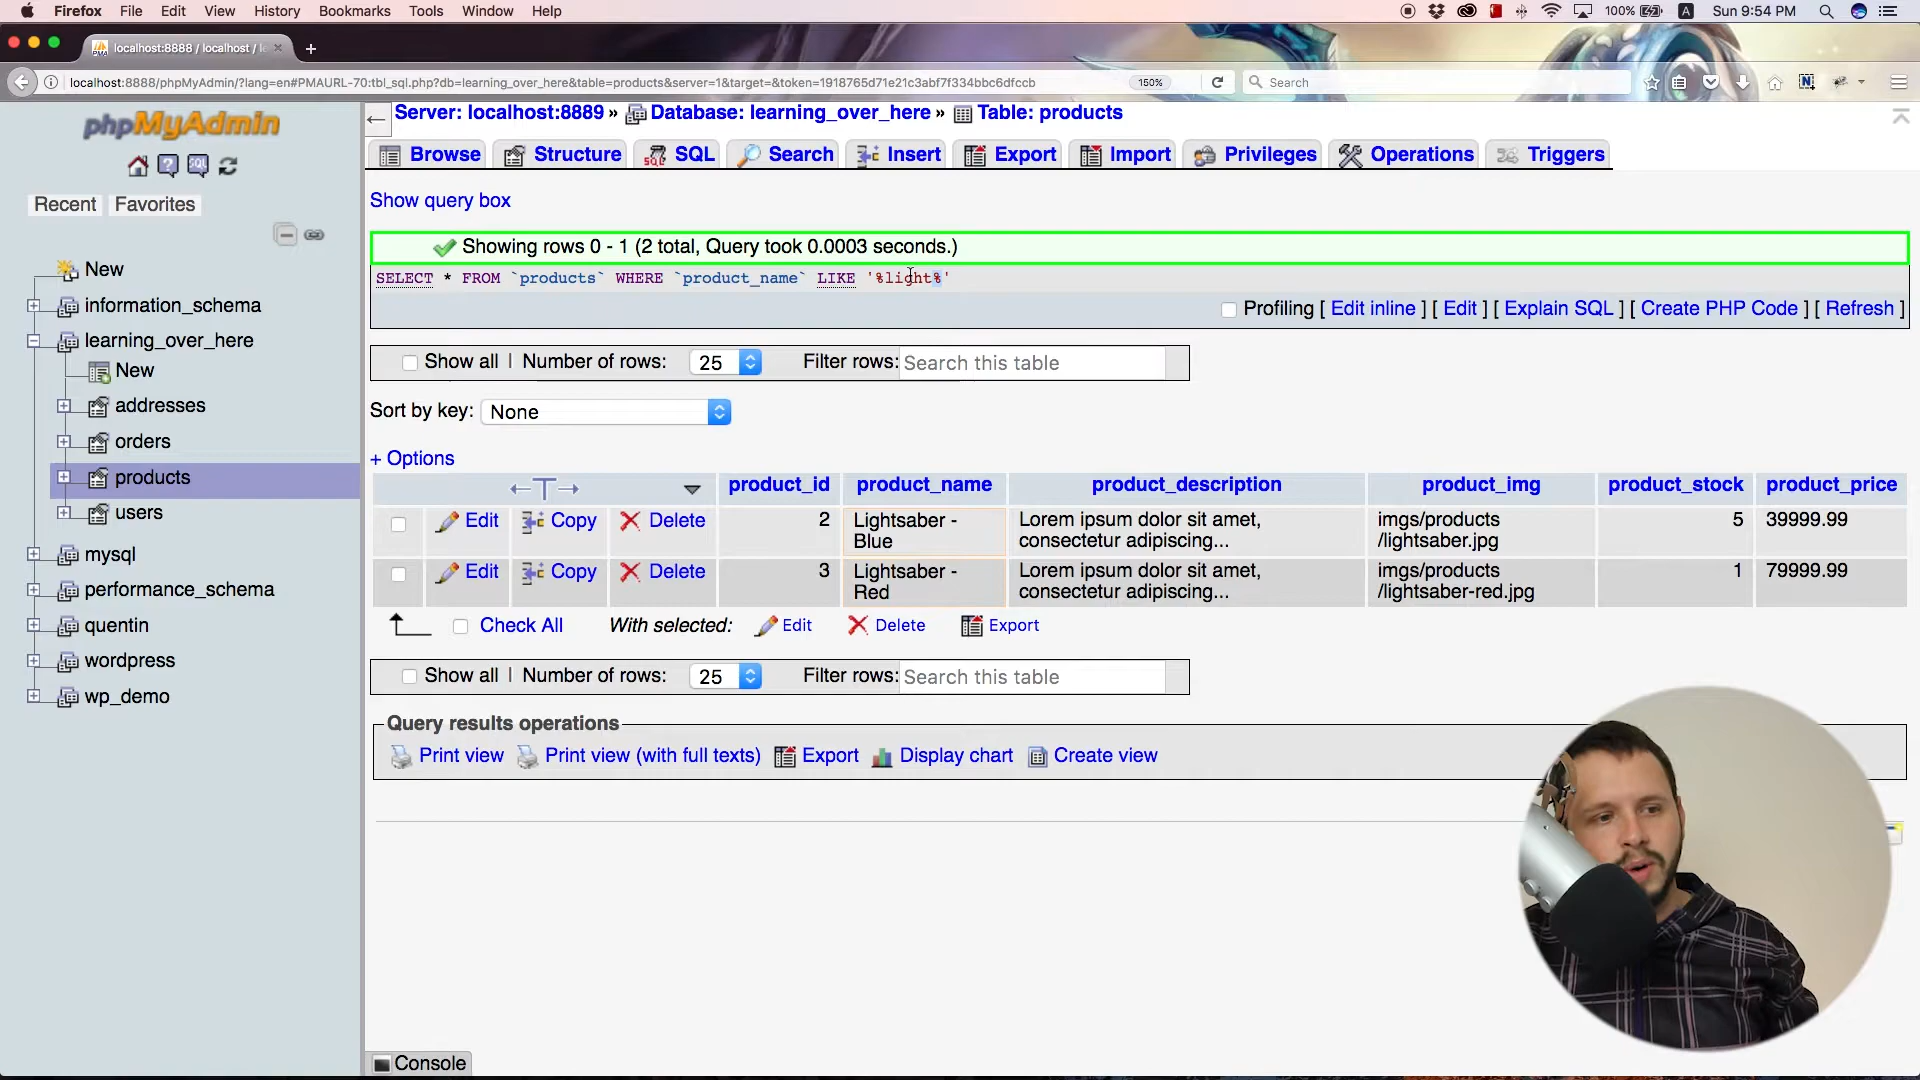 Firefox File Edit View History Bookmarks Tools Window Help 100% A Sun 9:54 PM
localhost:8888 / localhost / l
localhost:8888/phpMyAdmin/?lang=en#PMAURL-70:tbl_sql.php?db=learning_over_here&table=products&server=1&target=&token=1918765d71e21c3abf7f334bbc6dfccb 150% Search
phpMyAdmin
Recent Favorites
New
information_schema
learning_over_here
New
addresses
orders
products
users
mysql
performance_schema
quentin
wordpress
wp_demo
Server: localhost:8889 » Database: learning_over_here » Table: products
Browse Structure SQL Search Insert Export Import Privileges Operations Triggers
Show query box
Showing rows 0 - 1 (2 total, Query took 0.0003 seconds.)
SELECT * FROM `products` WHERE `product_name` LIKE '%light%'
Profiling [ Edit inline ] [ Edit ] [ Explain SQL ] [ Create PHP Code ] [ Refresh ]
Show all | Number of rows: 25 Filter rows: Search this table
Sort by key: None
+ Options
←T→ product_id product_name product_description product_img product_stock product_price
Edit Copy Delete 2 Lightsaber - Lorem ipsum dolor sit amet, imgs/products 5 39999.99
Blue consectetur adipiscing... /lightsaber.jpg
Edit Copy Delete 3 Lightsaber - Lorem ipsum dolor sit amet, imgs/products 1 79999.99
Red consectetur adipiscing... /lightsaber-red.jpg
Check All With selected: Edit Delete Export
Show all | Number of rows: 25 Filter rows: Search this table
Query results operations
Print view Print view (with full texts) Export Display chart Create view
Console